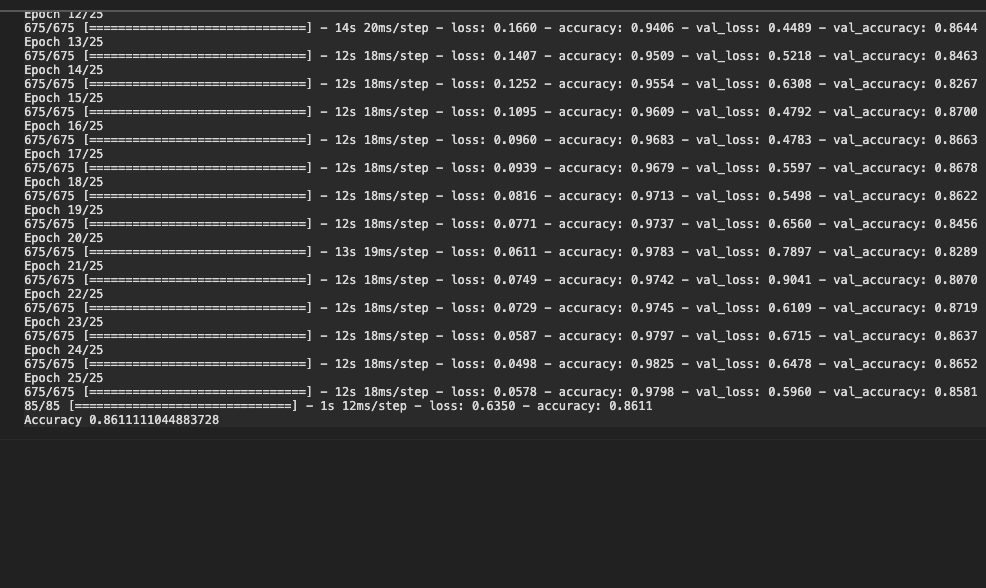 Epoch 12/25
675/675 [==============================] - 14s 20ms/step - loss: 0.1660 - accuracy: 0.9406 - val_loss: 0.4489 - val_accuracy: 0.8644
Epoch 13/25
675/675 [==============================] - 12s 18ms/step - loss: 0.1407 - accuracy: 0.9509 - val_loss: 0.5218 - val_accuracy: 0.8463
Epoch 14/25
675/675 [==============================] - 12s 18ms/step - loss: 0.1252 - accuracy: 0.9554 - val_loss: 0.6308 - val_accuracy: 0.8267
Epoch 15/25
675/675 [==============================] - 12s 18ms/step - loss: 0.1095 - accuracy: 0.9609 - val_loss: 0.4792 - val_accuracy: 0.8700
Epoch 16/25
675/675 [==============================] - 12s 18ms/step - loss: 0.0960 - accuracy: 0.9683 - val_loss: 0.4783 - val_accuracy: 0.8663
Epoch 17/25
675/675 [==============================] - 12s 18ms/step - loss: 0.0939 - accuracy: 0.9679 - val_loss: 0.5597 - val_accuracy: 0.8678
Epoch 18/25
675/675 [==============================] - 12s 18ms/step - loss: 0.0816 - accuracy: 0.9713 - val_loss: 0.5498 - val_accuracy: 0.8622
Epoch 19/25
675/675 [==============================] - 12s 18ms/step - loss: 0.0771 - accuracy: 0.9737 - val_loss: 0.6560 - val_accuracy: 0.8456
Epoch 20/25
675/675 [==============================] - 13s 19ms/step - loss: 0.0611 - accuracy: 0.9783 - val_loss: 0.7897 - val_accuracy: 0.8289
Epoch 21/25
675/675 [==============================] - 12s 18ms/step - loss: 0.0749 - accuracy: 0.9742 - val_loss: 0.9041 - val_accuracy: 0.8070
Epoch 22/25
675/675 [==============================] - 12s 18ms/step - loss: 0.0729 - accuracy: 0.9745 - val_loss: 0.6109 - val_accuracy: 0.8719
Epoch 23/25
675/675 [==============================] - 12s 18ms/step - loss: 0.0587 - accuracy: 0.9797 - val_loss: 0.6715 - val_accuracy: 0.8637
Epoch 24/25
675/675 [==============================] - 12s 18ms/step - loss: 0.0498 - accuracy: 0.9825 - val_loss: 0.6478 - val_accuracy: 0.8652
Epoch 25/25
675/675 [==============================] - 12s 18ms/step - loss: 0.0578 - accuracy: 0.9798 - val_loss: 0.5960 - val_accuracy: 0.8581
85/85 [==============================] - 1s 12ms/step - loss: 0.6350 - accuracy: 0.8611
Accuracy 0.8611111044883728